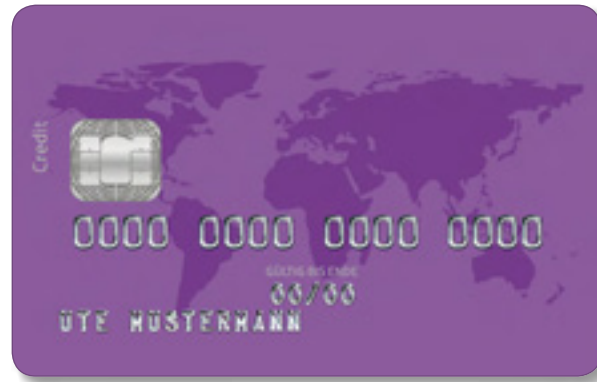 Credit
0000 0000 0000 0000
GÜLTIG BIS ENDE
00/00
UTE MUSTERMANN